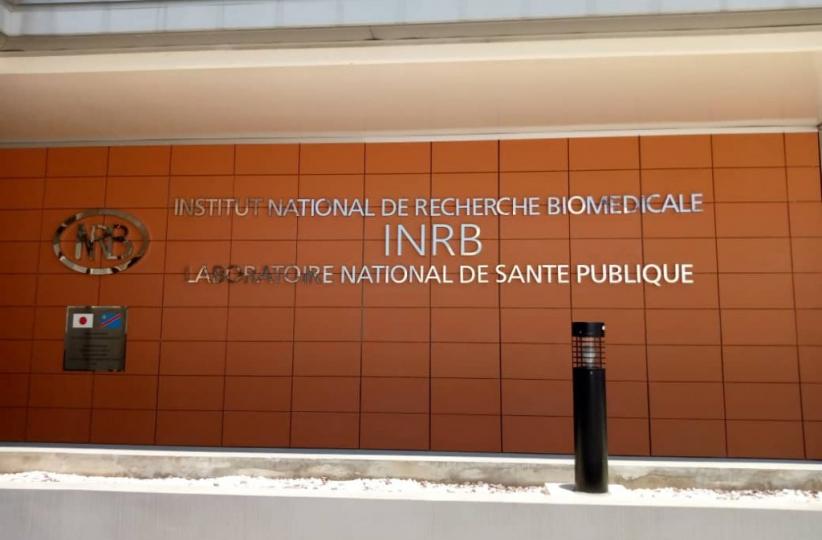 INSTITUT NATIONAL DE RECHERCHE BIOMEDICALE
INRB
INRB
LABORATOIRE NATIONAL DE SANTE PUBLIQUE